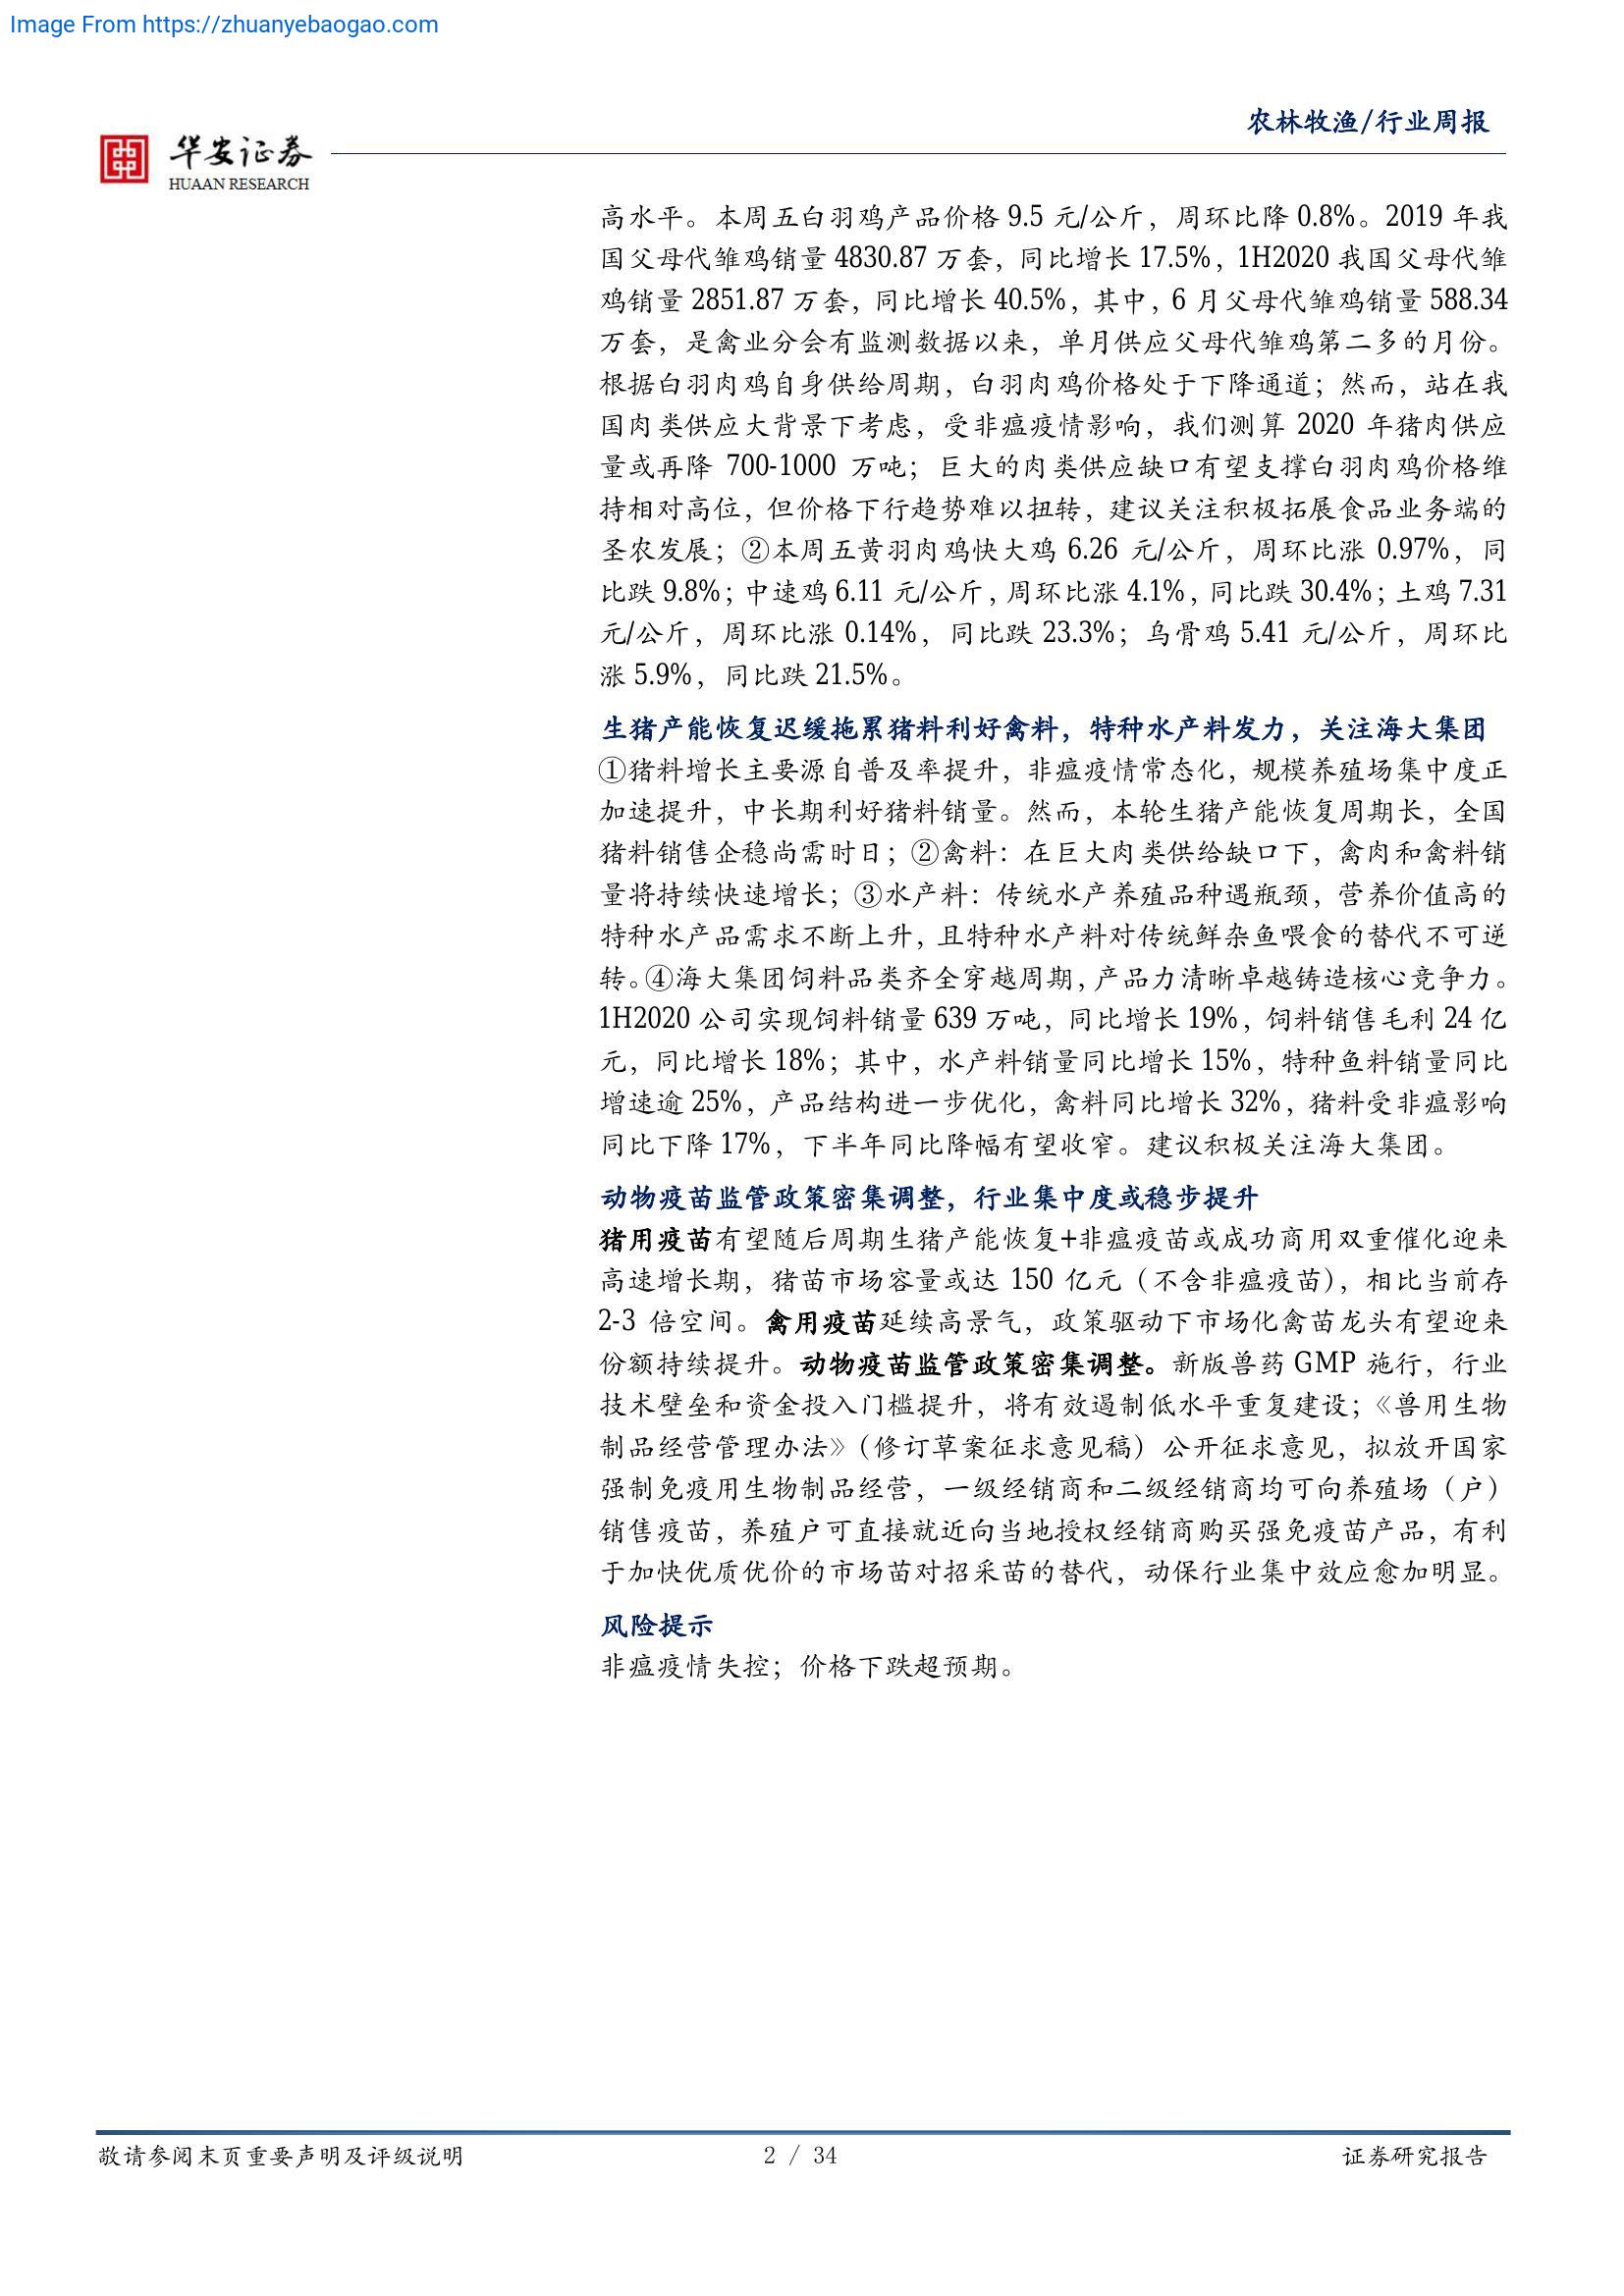 Image From https://zhuanyebaogao.com
农林牧渔/行业周报
华安证券
HUAAN RESEARCH
高水平。本周五白羽鸡产品价格 9.5 元/公斤，周环比降 0.8%。2019 年我
国父母代雏鸡销量 4830.87 万套，同比增长 17.5%，1H2020 我国父母代雏
鸡销量 2851.87 万套，同比增长 40.5%，其中，6 月父母代雏鸡销量 588.34
万套，是禽业分会有监测数据以来，单月供应父母代雏鸡第二多的月份。
根据白羽肉鸡自身供给周期，白羽肉鸡价格处于下降通道；然而，站在我
国肉类供应大背景下考虑，受非瘟疫情影响，我们测算 2020 年猪肉供应
量或再降 700-1000 万吨；巨大的肉类供应缺口有望支撑白羽肉鸡价格维
持相对高位，但价格下行趋势难以扭转，建议关注积极拓展食品业务端的
圣农发展；②本周五黄羽肉鸡快大鸡 6.26 元/公斤，周环比涨 0.97%，同
比跌 9.8%；中速鸡 6.11 元/公斤，周环比涨 4.1%，同比跌 30.4%；土鸡 7.31
元/公斤，周环比涨 0.14%，同比跌 23.3%；乌骨鸡 5.41 元/公斤，周环比
涨 5.9%，同比跌 21.5%。
生猪产能恢复迟缓拖累猪料利好禽料，特种水产料发力，关注海大集团
①猪料增长主要源自普及率提升，非瘟疫情常态化，规模养殖场集中度正
加速提升，中长期利好猪料销量。然而，本轮生猪产能恢复周期长，全国
猪料销售企稳尚需时日；②禽料：在巨大肉类供给缺口下，禽肉和禽料销
量将持续快速增长；③水产料：传统水产养殖品种遇瓶颈，营养价值高的
特种水产品需求不断上升，且特种水产料对传统鲜杂鱼喂食的替代不可逆
转。④海大集团饲料品类齐全穿越周期，产品力清晰卓越铸造核心竞争力。
1H2020 公司实现饲料销量 639 万吨，同比增长 19%，饲料销售毛利 24 亿
元，同比增长 18%；其中，水产料销量同比增长 15%，特种鱼料销量同比
增速逾 25%，产品结构进一步优化，禽料同比增长 32%，猪料受非瘟影响
同比下降 17%，下半年同比降幅有望收窄。建议积极关注海大集团。
动物疫苗监管政策密集调整，行业集中度或稳步提升
猪用疫苗有望随后周期生猪产能恢复+非瘟疫苗或成功商用双重催化迎来
高速增长期，猪苗市场容量或达 150 亿元（不含非瘟疫苗），相比当前存
2-3 倍空间。禽用疫苗延续高景气，政策驱动下市场化禽苗龙头有望迎来
份额持续提升。动物疫苗监管政策密集调整。新版兽药 GMP 施行，行业
技术壁垒和资金投入门槛提升，将有效遏制低水平重复建设；《兽用生物
制品经营管理办法》（修订草案征求意见稿）公开征求意见，拟放开国家
强制免疫用生物制品经营，一级经销商和二级经销商均可向养殖场（户）
销售疫苗，养殖户可直接就近向当地授权经销商购买强免疫苗产品，有利
于加快优质优价的市场苗对招采苗的替代，动保行业集中效应愈加明显。
风险提示
非瘟疫情失控；价格下跌超预期。
敬请参阅末页重要声明及评级说明
2 / 34
证券研究报告